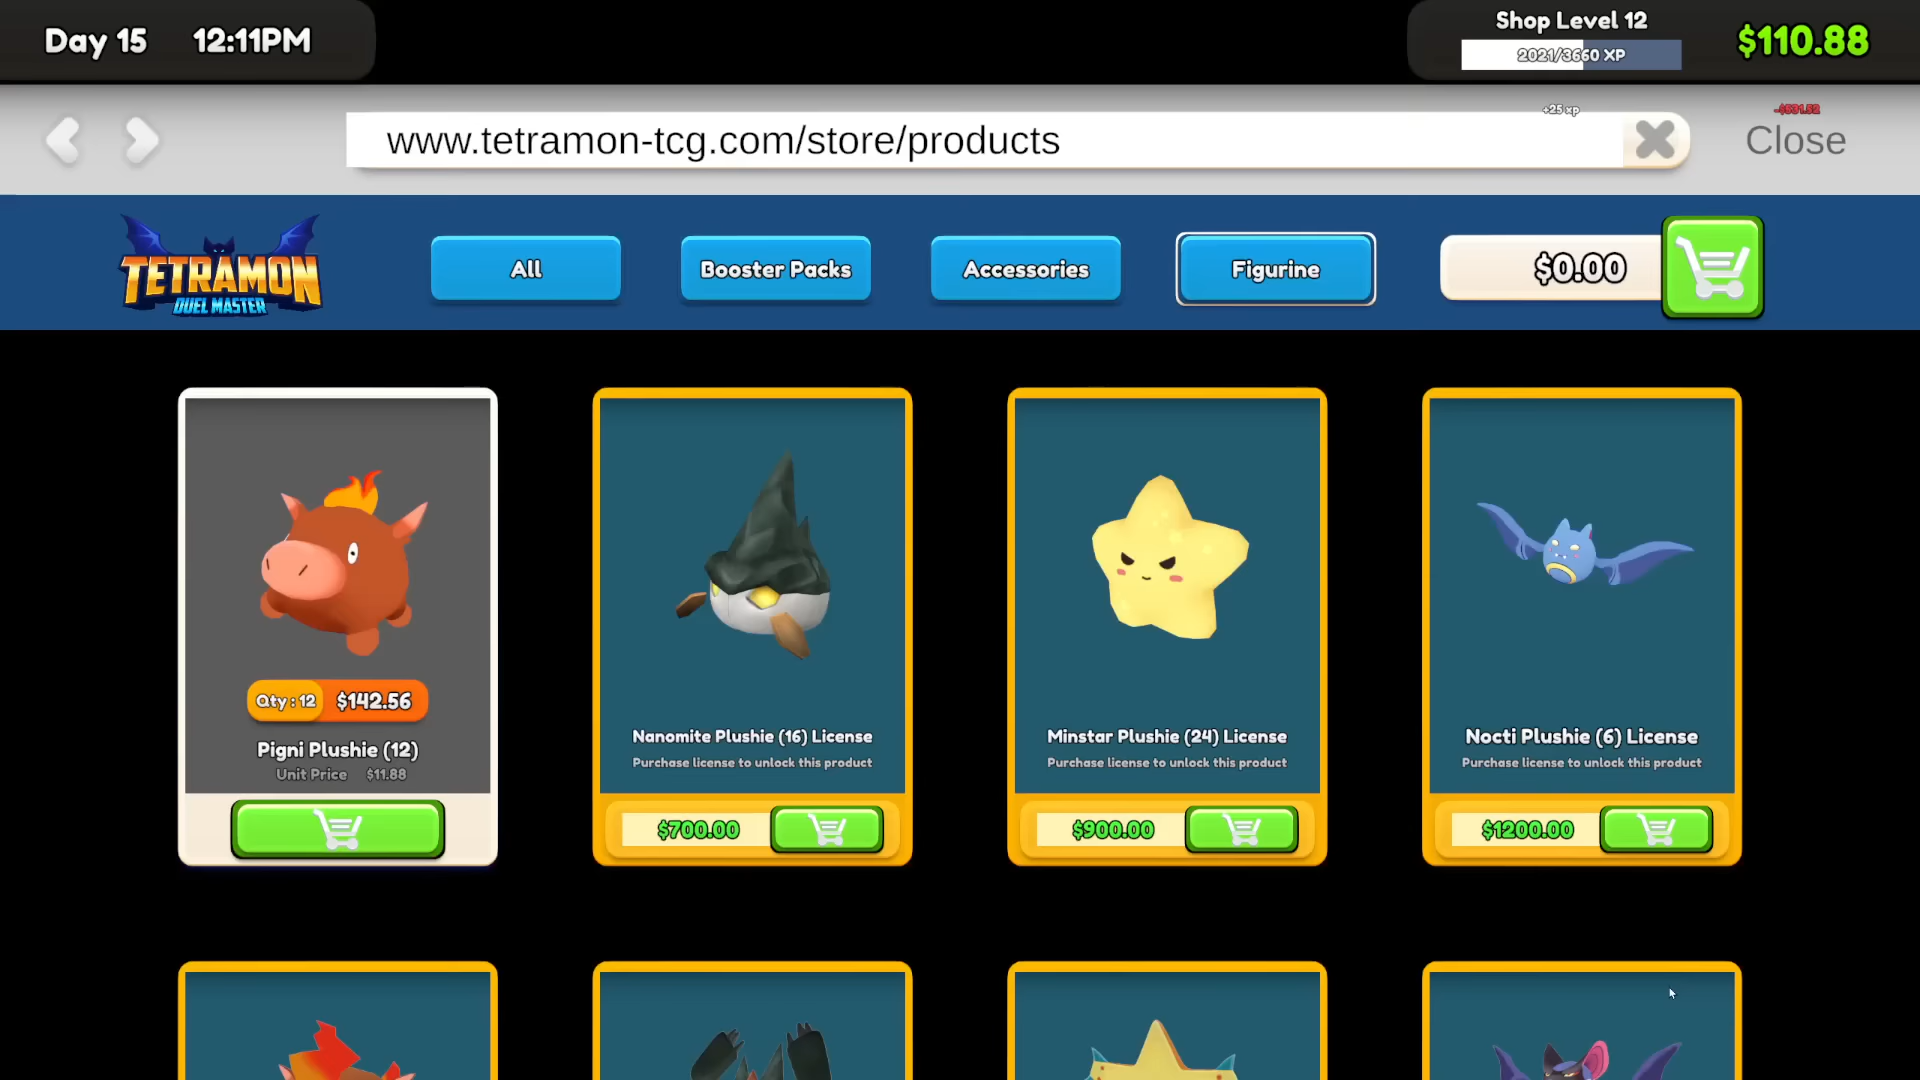 Day 15 12:11PM
Shop Level 12
2021/3660 XP
$110.88
+25 xp
-$531.52
www.tetramon-tcg.com/store/products
Close
TETRAMON
DUEL MASTER
All
Booster Packs
Accessories
Figurine
$0.00
Qty : 12 $142.56
Pigni Plushie (12)
Unit Price $11.88
Nanomite Plushie (16) License
Purchase license to unlock this product
$700.00
Minstar Plushie (24) License
Purchase license to unlock this product
$900.00
Nocti Plushie (6) License
Purchase license to unlock this product
$1200.00